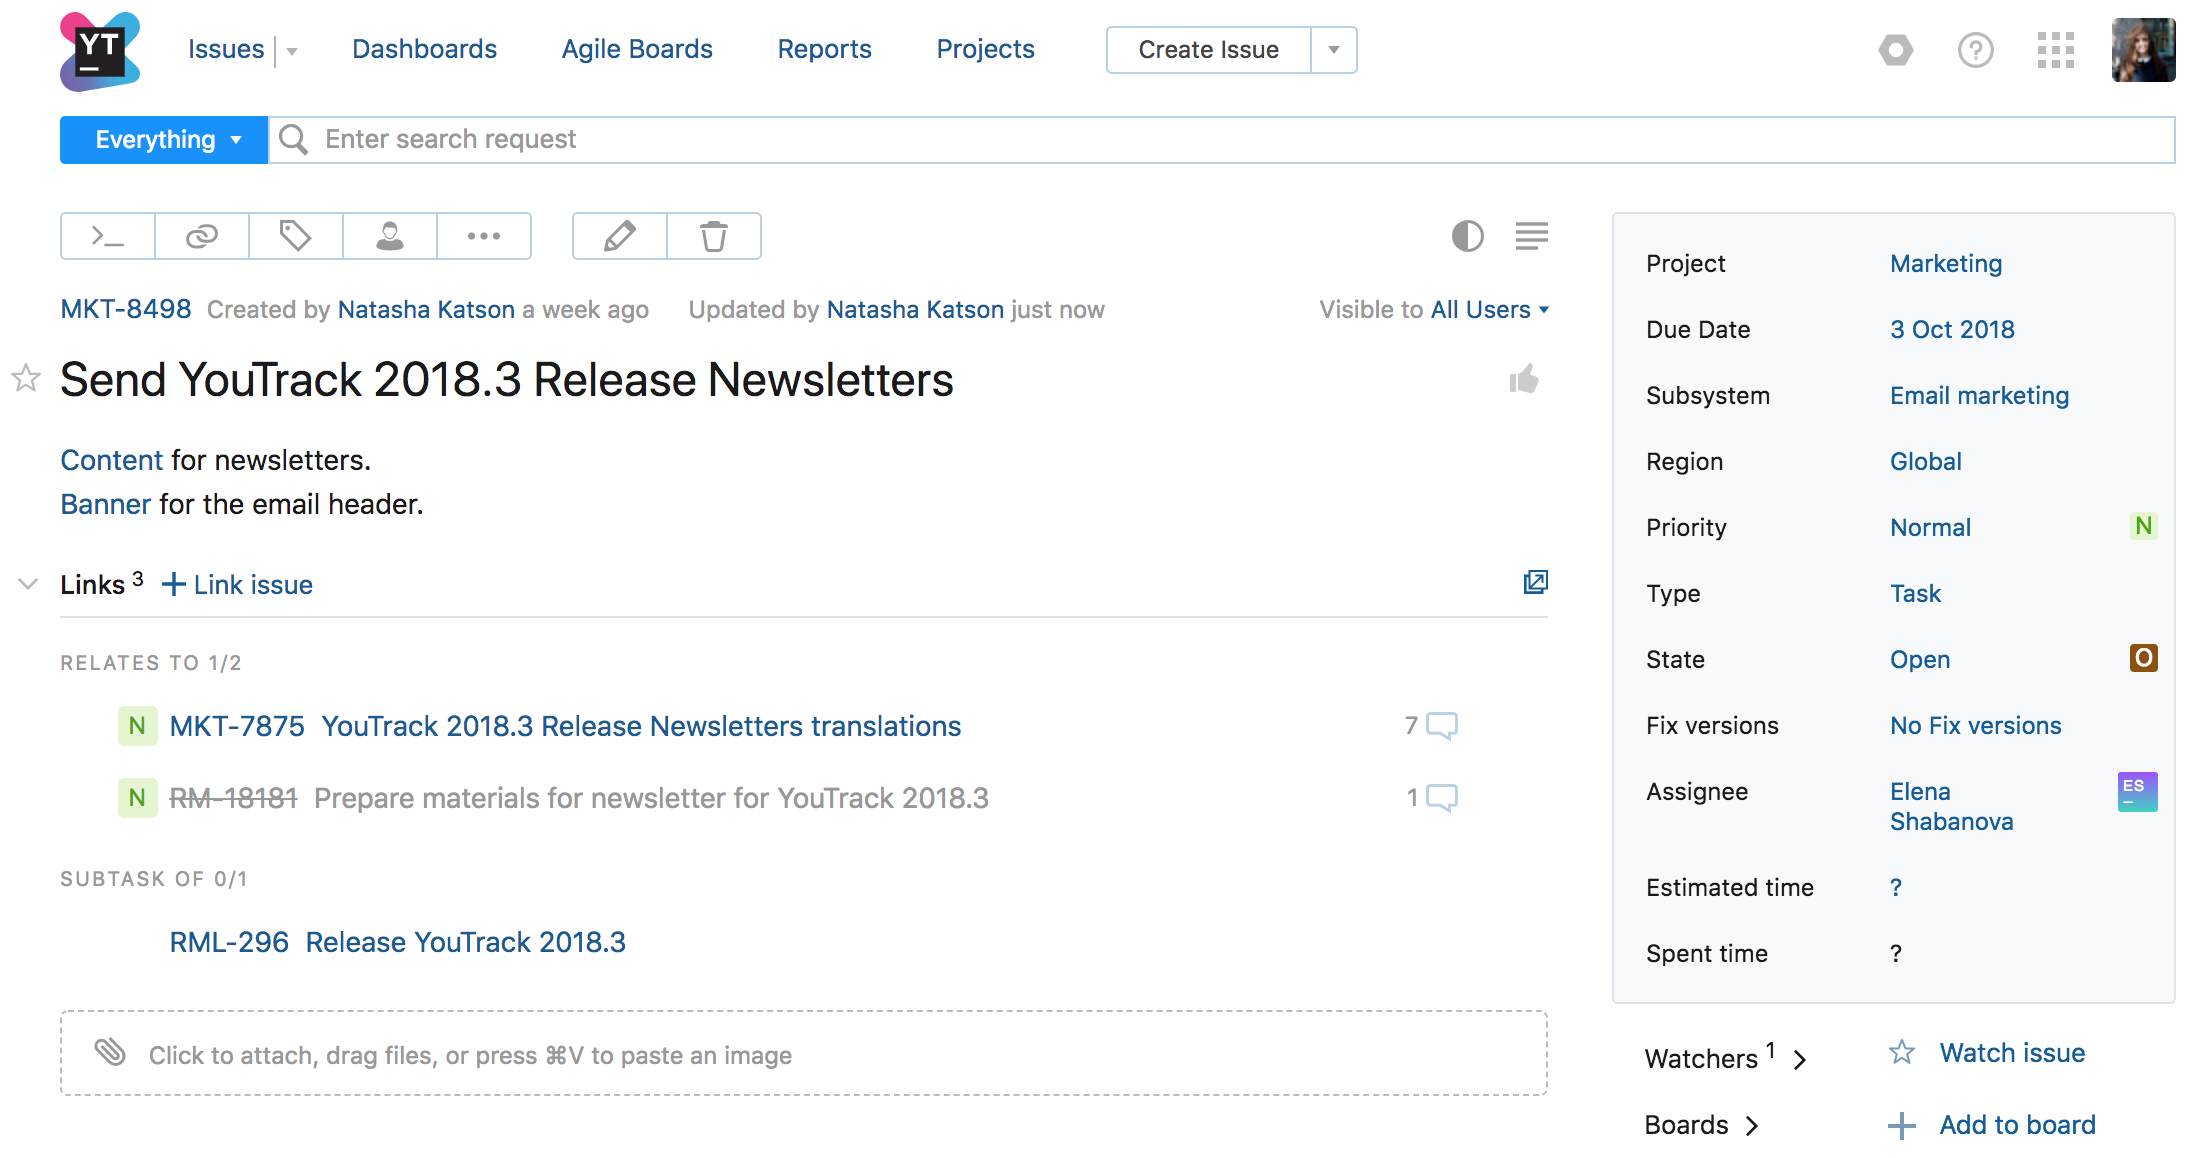 YT
Issues Dashboards Agile Boards Reports Projects Create Issue
Everything Enter search request
MKT-8498 Created by Natasha Katson a week ago Updated by Natasha Katson just now Visible to All Users
Send YouTrack 2018.3 Release Newsletters
Content for newsletters.
Banner for the email header.
Links 3 + Link issue
RELATES TO 1/2
N MKT-7875 YouTrack 2018.3 Release Newsletters translations 7
N RM-18181 Prepare materials for newsletter for YouTrack 2018.3 1
SUBTASK OF 0/1
RML-296 Release YouTrack 2018.3
Click to attach, drag files, or press ⌘V to paste an image
Project Marketing
Due Date 3 Oct 2018
Subsystem Email marketing
Region Global
Priority Normal N
Type Task
State Open O
Fix versions No Fix versions
Assignee Elena ES
Shabanova
Estimated time ?
Spent time ?
Watchers 1 Watch issue
Boards Add to board